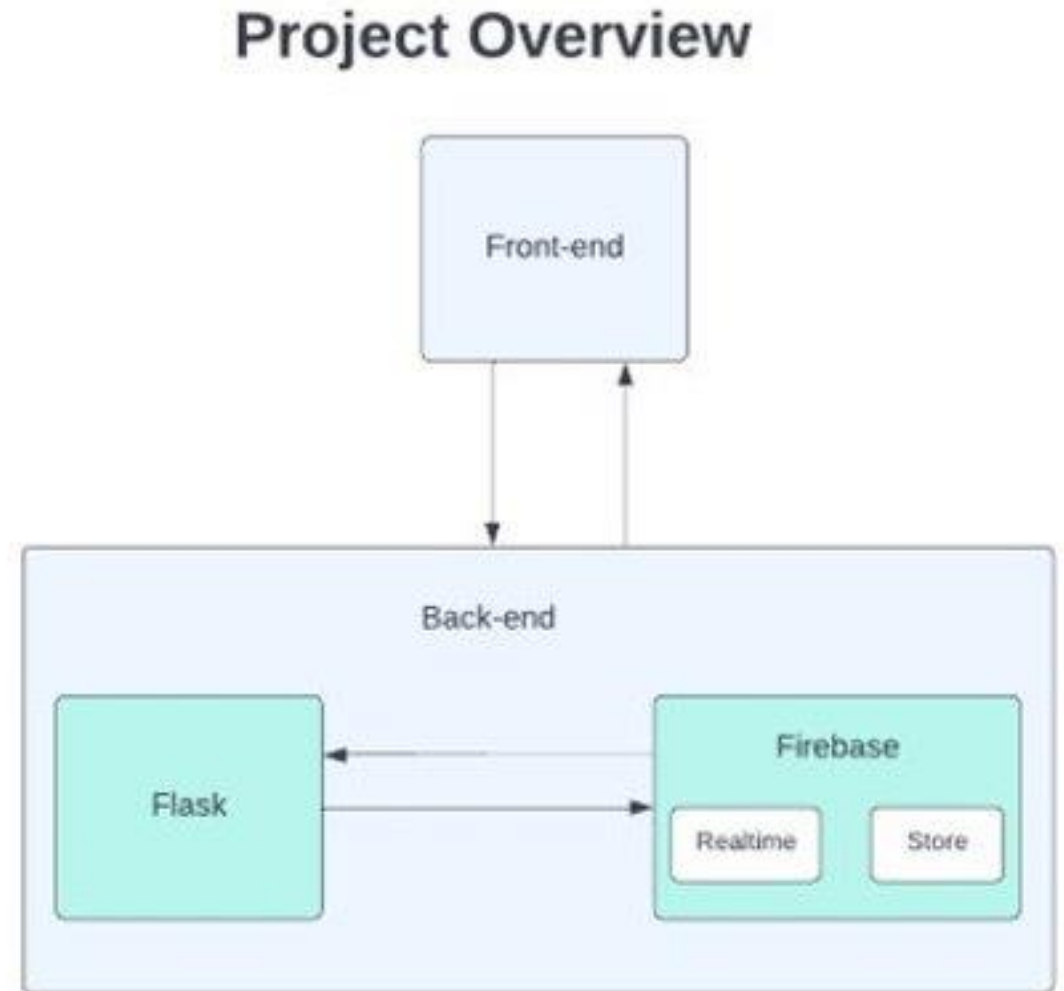 Project Overview
Front-end
Back-end
Flask
Firebase
Realtime
Store